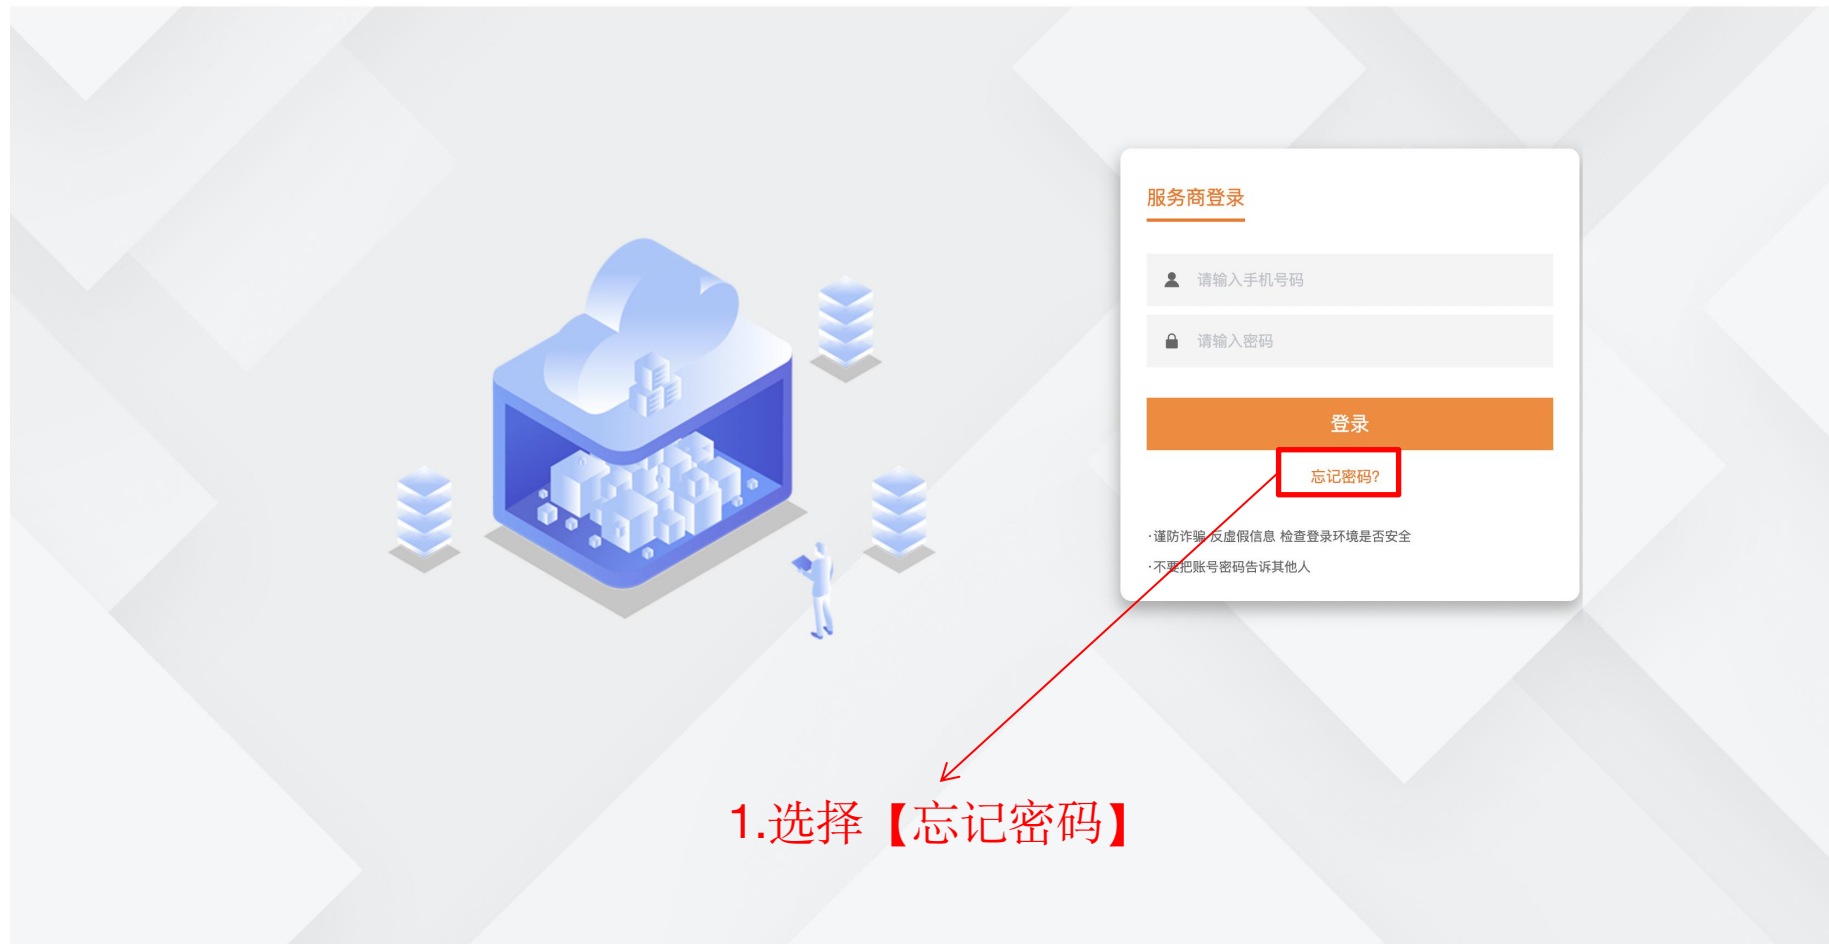 服务商登录
请输入手机号码
请输入密码
登录
忘记密码?
·谨防诈骗 反虚假信息 检查登录环境是否安全
·不要把账号密码告诉其他人
1.选择【忘记密码】